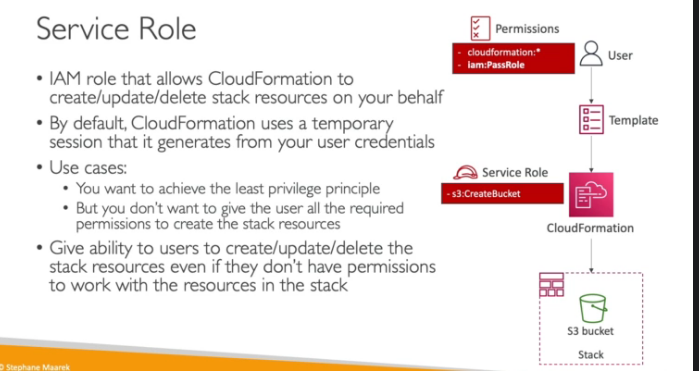 Service Role
• IAM role that allows CloudFormation to
create/update/delete stack resources on your behalf
• By default, CloudFormation uses a temporary
session that it generates from your user credentials
• Use cases:
• You want to achieve the least privilege principle
• But you don't want to give the user all the required
permissions to create the stack resources
• Give ability to users to create/update/delete the
stack resources even if they don't have permissions
to work with the resources in the stack
Permissions
- cloudformation:*
- iam:PassRole
User
Template
Service Role
- s3:CreateBucket
CloudFormation
S3 bucket
Stack
© Stephane Maarek